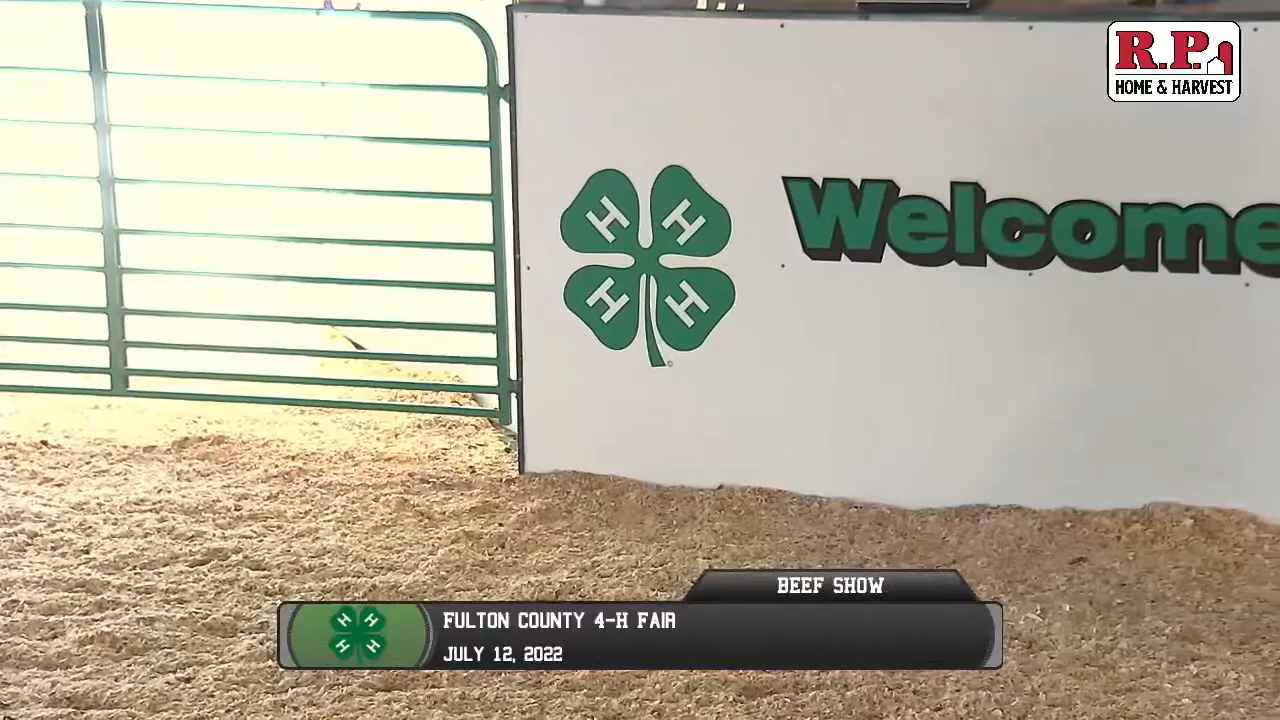 R.P.
HOME & HARVEST
H H
Welcome
H H
BEEF SHOW
H H
FULTON COUNTY 4-H FAIR
H H
JULY 12, 2022